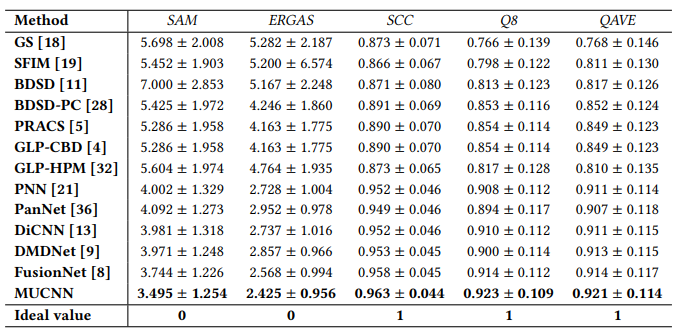 Method SAM ERGAS SCC Q8 QAVE
GS [18] 5.698 ± 2.008 5.282 ± 2.187 0.873 ± 0.071 0.766 ± 0.139 0.768 ± 0.146
SFIM [19] 5.452 ± 1.903 5.200 ± 6.574 0.866 ± 0.067 0.798 ± 0.122 0.811 ± 0.130
BDSD [11] 7.000 ± 2.853 5.167 ± 2.248 0.871 ± 0.080 0.813 ± 0.123 0.817 ± 0.126
BDSD-PC [28] 5.425 ± 1.972 4.246 ± 1.860 0.891 ± 0.069 0.853 ± 0.116 0.852 ± 0.124
PRACS [5] 5.286 ± 1.958 4.163 ± 1.775 0.890 ± 0.070 0.854 ± 0.114 0.849 ± 0.123
GLP-CBD [4] 5.286 ± 1.958 4.163 ± 1.775 0.890 ± 0.070 0.854 ± 0.114 0.849 ± 0.123
GLP-HPM [32] 5.604 ± 1.974 4.764 ± 1.935 0.873 ± 0.065 0.817 ± 0.128 0.810 ± 0.135
PNN [21] 4.002 ± 1.329 2.728 ± 1.004 0.952 ± 0.046 0.908 ± 0.112 0.911 ± 0.114
PanNet [36] 4.092 ± 1.273 2.952 ± 0.978 0.949 ± 0.046 0.894 ± 0.117 0.907 ± 0.118
DiCNN [13] 3.981 ± 1.318 2.737 ± 1.016 0.952 ± 0.046 0.910 ± 0.112 0.911 ± 0.115
DMDNet [9] 3.971 ± 1.248 2.857 ± 0.966 0.953 ± 0.045 0.900 ± 0.114 0.913 ± 0.115
FusionNet [8] 3.744 ± 1.226 2.568 ± 0.994 0.958 ± 0.045 0.914 ± 0.112 0.914 ± 0.117
MUCNN 3.495 ± 1.254 2.425 ± 0.956 0.963 ± 0.044 0.923 ± 0.109 0.921 ± 0.114
Ideal value 0 0 1 1 1